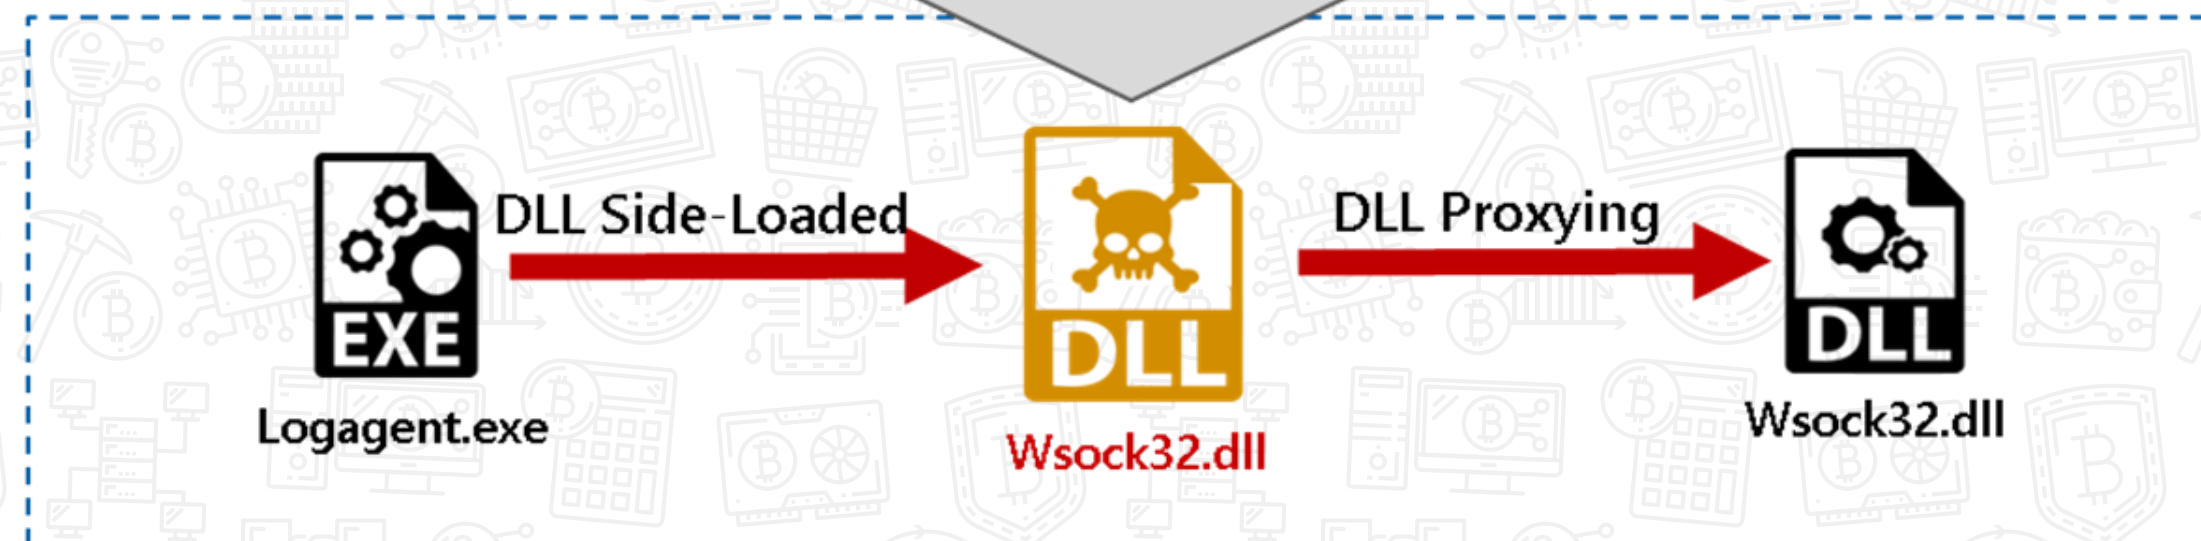 DLL Side-Loaded
DLL Proxying
EXE
DLL
DLL
Logagent.exe
Wsock32.dll
Wsock32.dll